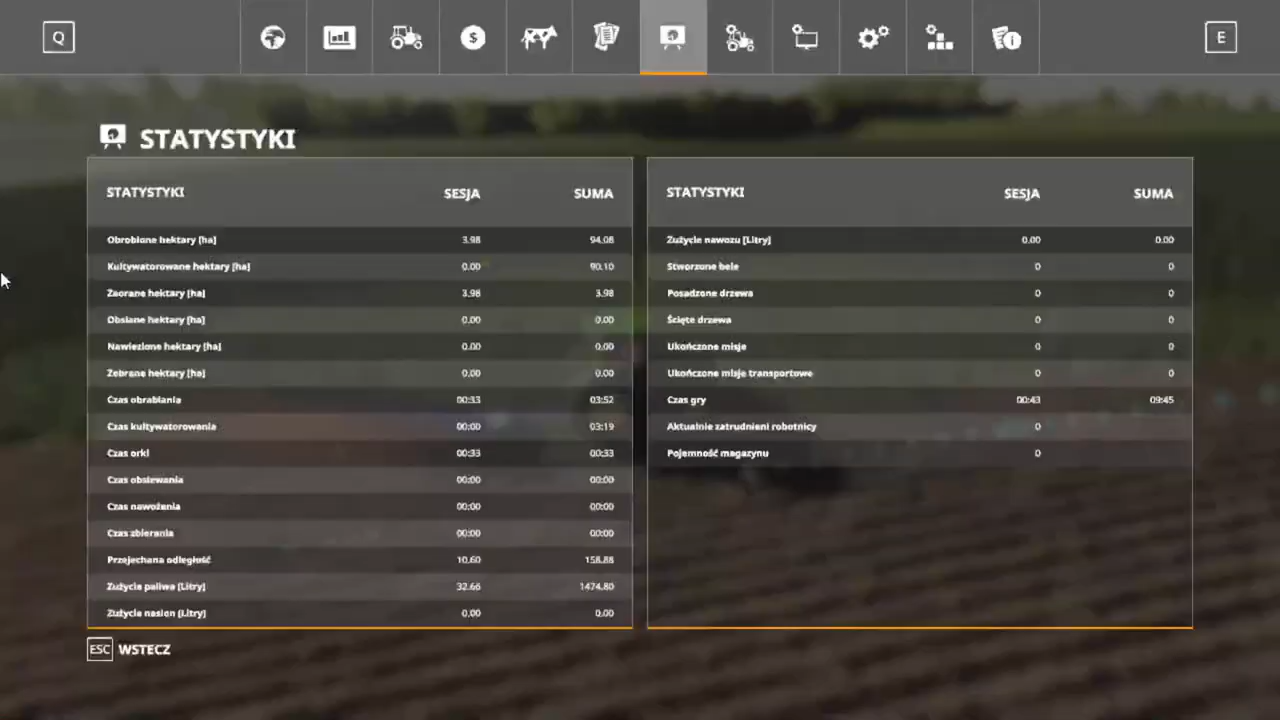 Q
E
STATYSTYKI
STATYSTYKI SESJA SUMA
Obrobione hektary [ha] 3.98 94.08
Kultywatorowane hektary [ha] 0.00 90.10
Zaorane hektary [ha] 3.98 3.98
Obsiane hektary [ha] 0.00 0.00
Nawiezione hektary [ha] 0.00 0.00
Zebrane hektary [ha] 0.00 0.00
Czas obrabiania 00:33 03:52
Czas kultywatorowania 00:00 03:19
Czas orki 00:33 00:33
Czas obsiewania 00:00 00:00
Czas nawożenia 00:00 00:00
Czas zbierania 00:00 00:00
Przejechana odległość 10.60 158.88
Zużycie paliwa [Litry] 32.66 1474.80
Zużycie nasion [Litry] 0.00 0.00
STATYSTYKI SESJA SUMA
Zużycie nawozu [Litry] 0.00 0.00
Stworzone bele 0 0
Posadzone drzewa 0 0
Ścięte drzewa 0 0
Ukończone misje 0 0
Ukończone misje transportowe 0 0
Czas gry 00:43 09:45
Aktualnie zatrudnieni robotnicy 0
Pojemność magazynu 0
ESC WSTECZ